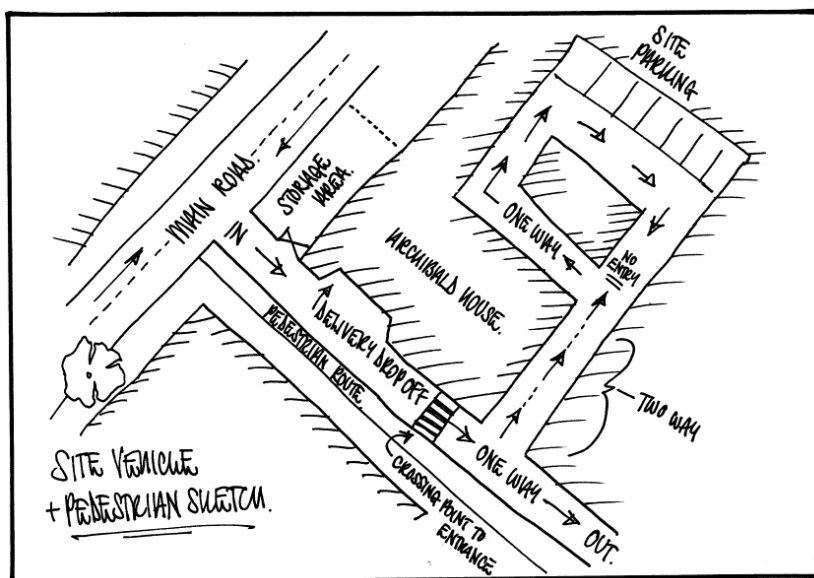 SITE
PARKING
MAIN ROAD.
STORAGE
AREA.
IN
ONE WAY
NO
ENTRY
ARCHIBALD HOUSE.
DELIVERY DROP OFF
PEDESTRIAN ROUTE.
TWO WAY
ONE WAY
CROSSING POINT TO
ENTRANCE
OUT.
SITE VEHICLE
+ PEDESTRIAN SKETCH.